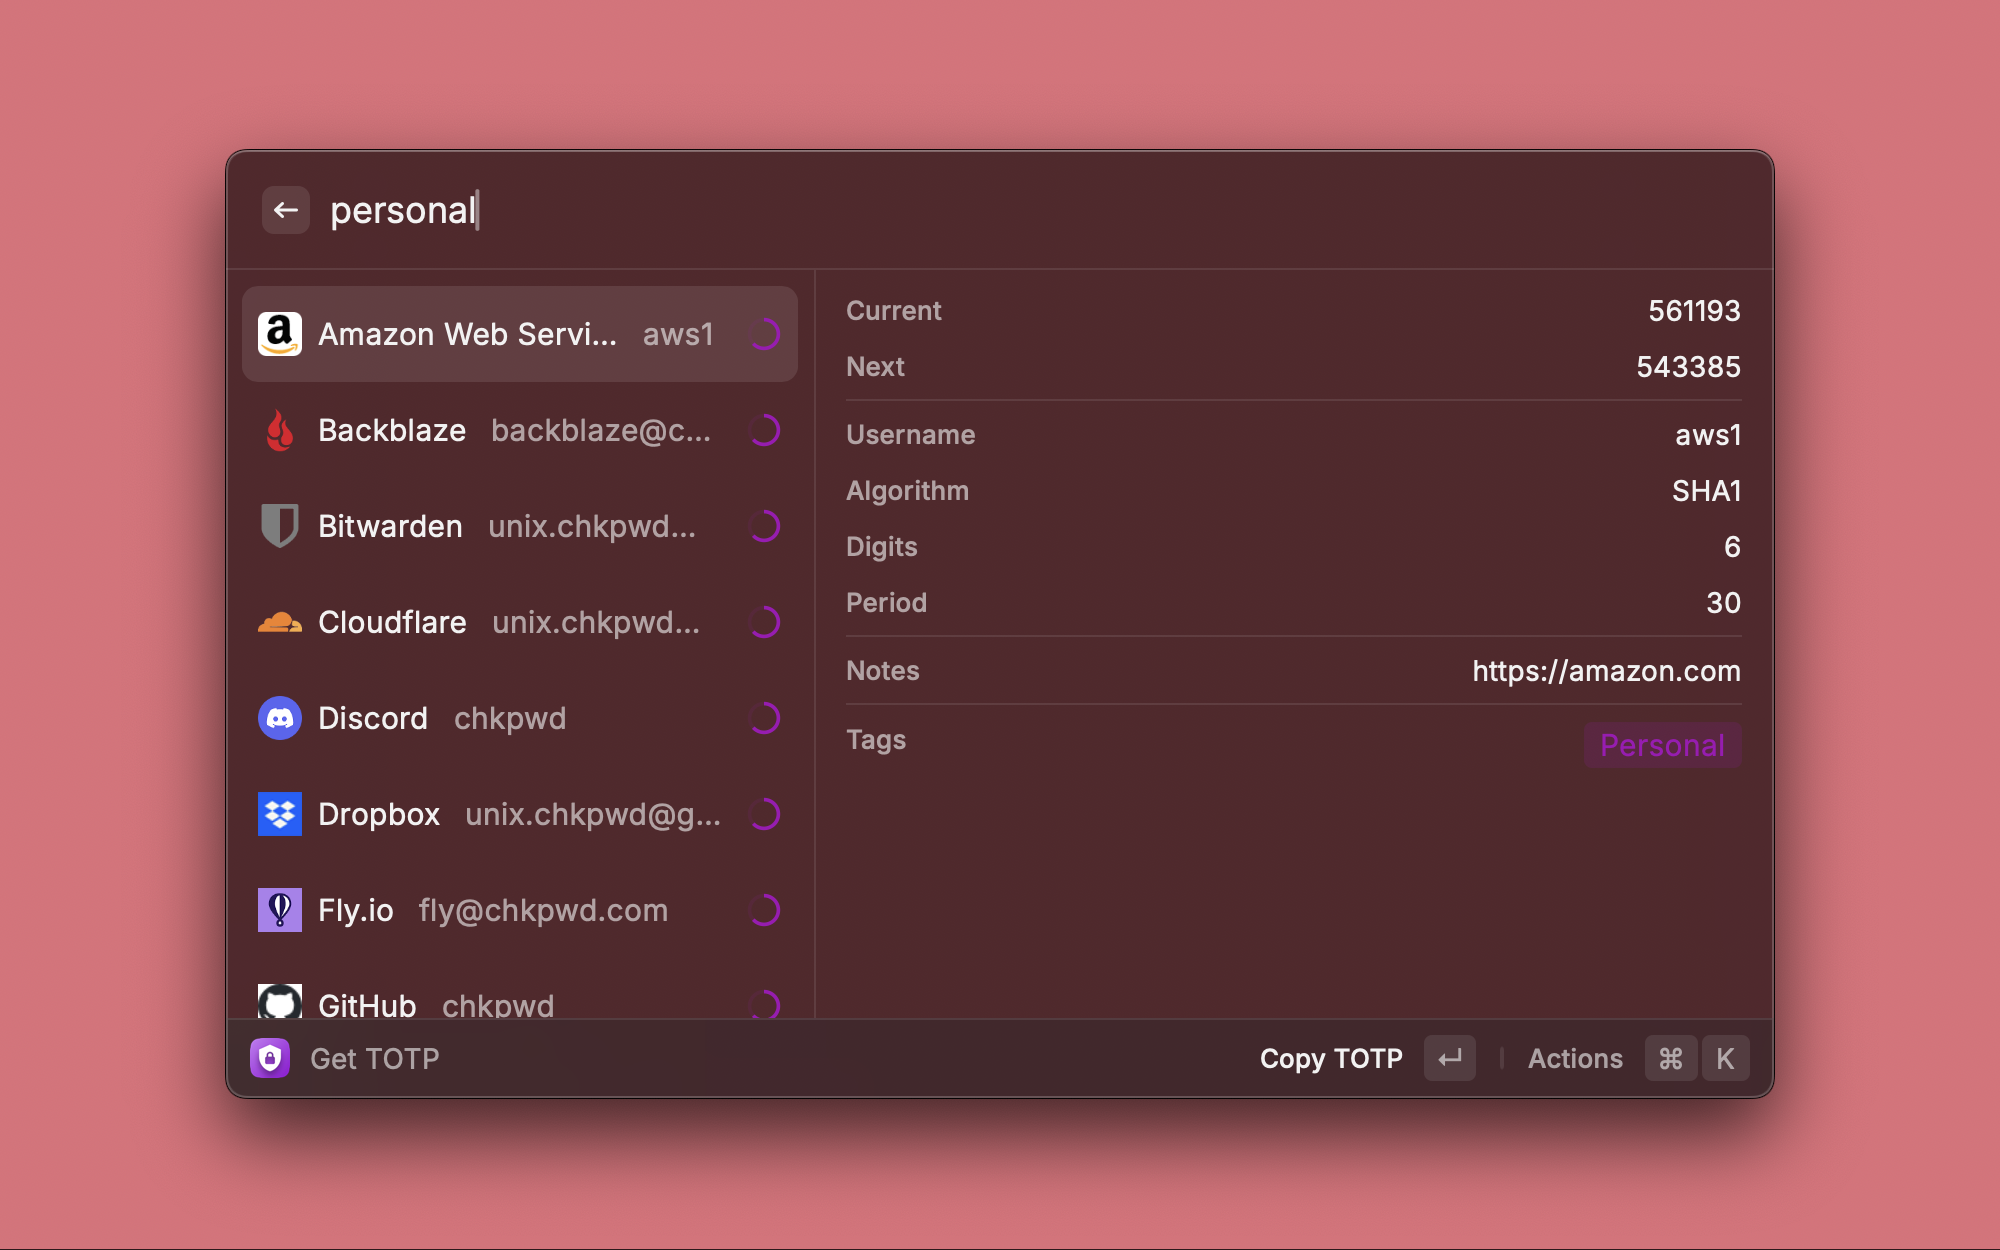 personal
Amazon Web Servi... aws1
Backblaze backblaze@c...
Bitwarden unix.chkpwd...
Cloudflare unix.chkpwd...
Discord chkpwd
Dropbox unix.chkpwd@g...
Fly.io fly@chkpwd.com
GitHub chkpwd
Current 561193
Next 543385
Username aws1
Algorithm SHA1
Digits 6
Period 30
Notes https://amazon.com
Tags Personal
Get TOTP
Copy TOTP ↵ | Actions ⌘ K